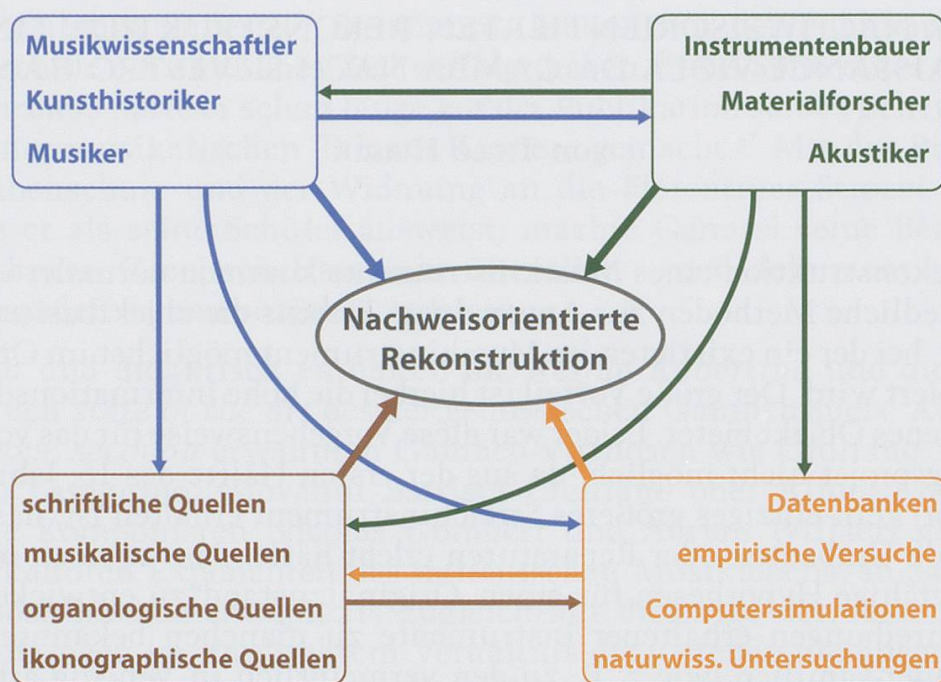 Musikwissenschaftler
Kunsthistoriker
Musiker
Instrumentenbauer
Materialforscher
Akustiker
Nachweisorientierte
Rekonstruktion
schriftliche Quellen
musikalische Quellen
organologische Quellen
ikonographische Quellen
Datenbanken
empirische Versuche
Computersimulationen
naturwiss. Untersuchungen